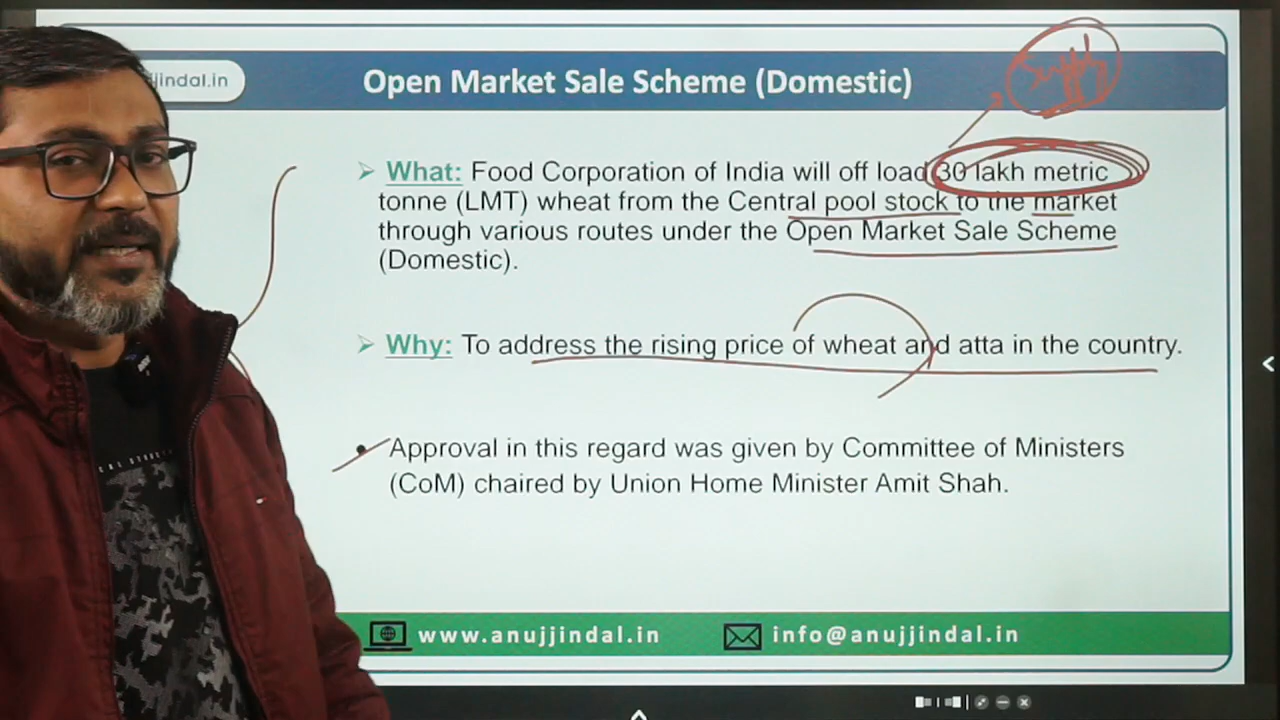 jjindal.in
Open Market Sale Scheme (Domestic)
Supply
➢ What: Food Corporation of India will off load 30 lakh metric
tonne (LMT) wheat from the Central pool stock to the market
through various routes under the Open Market Sale Scheme
(Domestic).
➢ Why: To address the rising price of wheat and atta in the country.
• Approval in this regard was given by Committee of Ministers
(CoM) chaired by Union Home Minister Amit Shah.
www.anujjindal.in
info@anujjindal.in